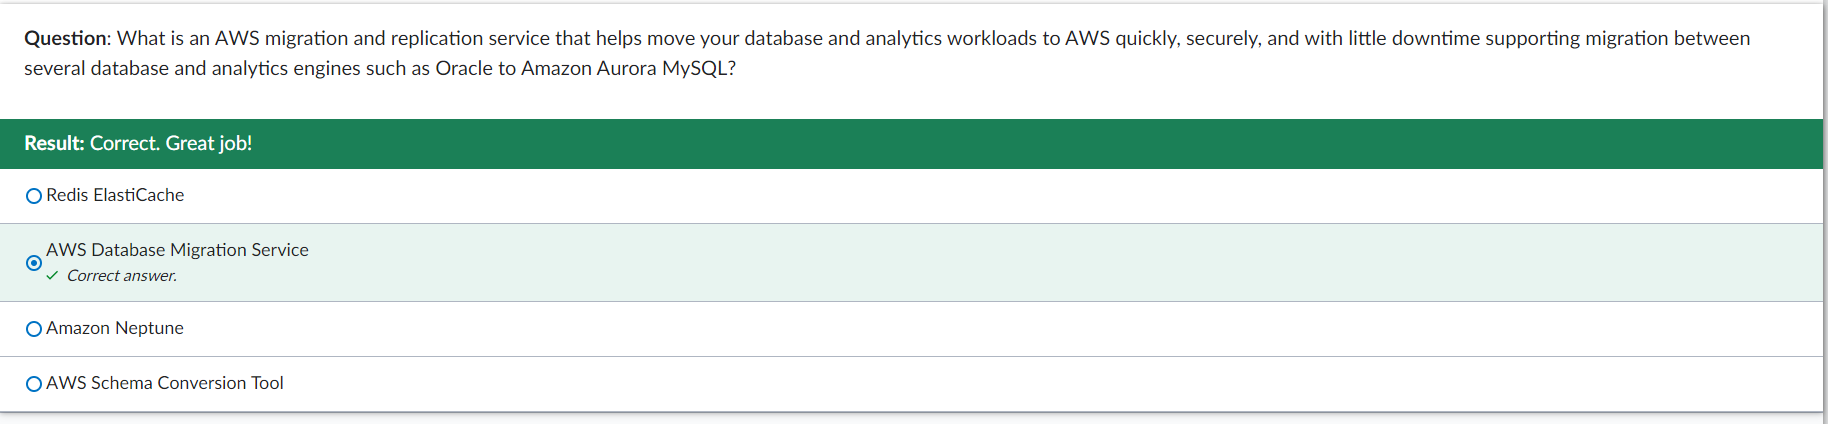 Question: What is an AWS migration and replication service that helps move your database and analytics workloads to AWS quickly, securely, and with little downtime supporting migration between
several database and analytics engines such as Oracle to Amazon Aurora MySQL?
Result: Correct. Great job!
Redis ElastiCache
AWS Database Migration Service
✓ Correct answer.
Amazon Neptune
AWS Schema Conversion Tool